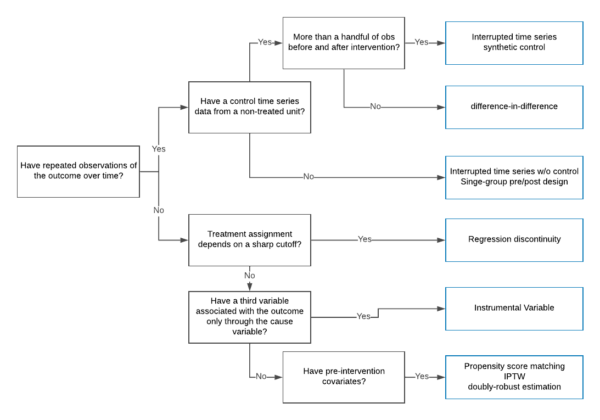 More than a handful of obs
before and after intervention?
Yes
Yes
Interrupted time series
synthetic control
Have a control time series
data from a non-treated unit?
No
difference-in-difference
Yes
Have repeated observations of
the outcome over time?
No
Interrupted time series w/o control
Singe-group pre/post design
No
Treatment assignment
depends on a sharp cutoff?
Yes
Regression discontinuity
No
Have a third variable
associated with the outcome
only through the cause
variable?
Yes
Instrumental Variable
No
Have pre-intervention
covariates?
Yes
Propensity score matching
IPTW
doubly-robust estimation